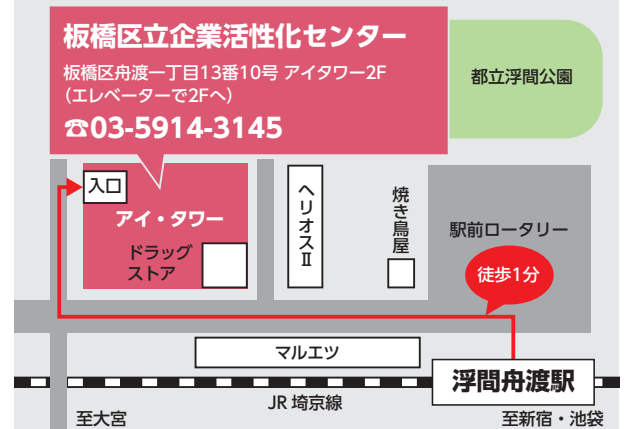 板橋区立企業活性化センター
板橋区舟渡一丁目13番10号 アイタワー2F
(エレベーターで2Fへ)
☎03-5914-3145
都立浮間公園
入口
アイ・タワー
ドラッグ
ストア
ヘリオスⅡ
焼き鳥屋
駅前ロータリー
徒歩1分
マルエツ
浮間舟渡駅
JR 埼京線
至大宮
至新宿・池袋